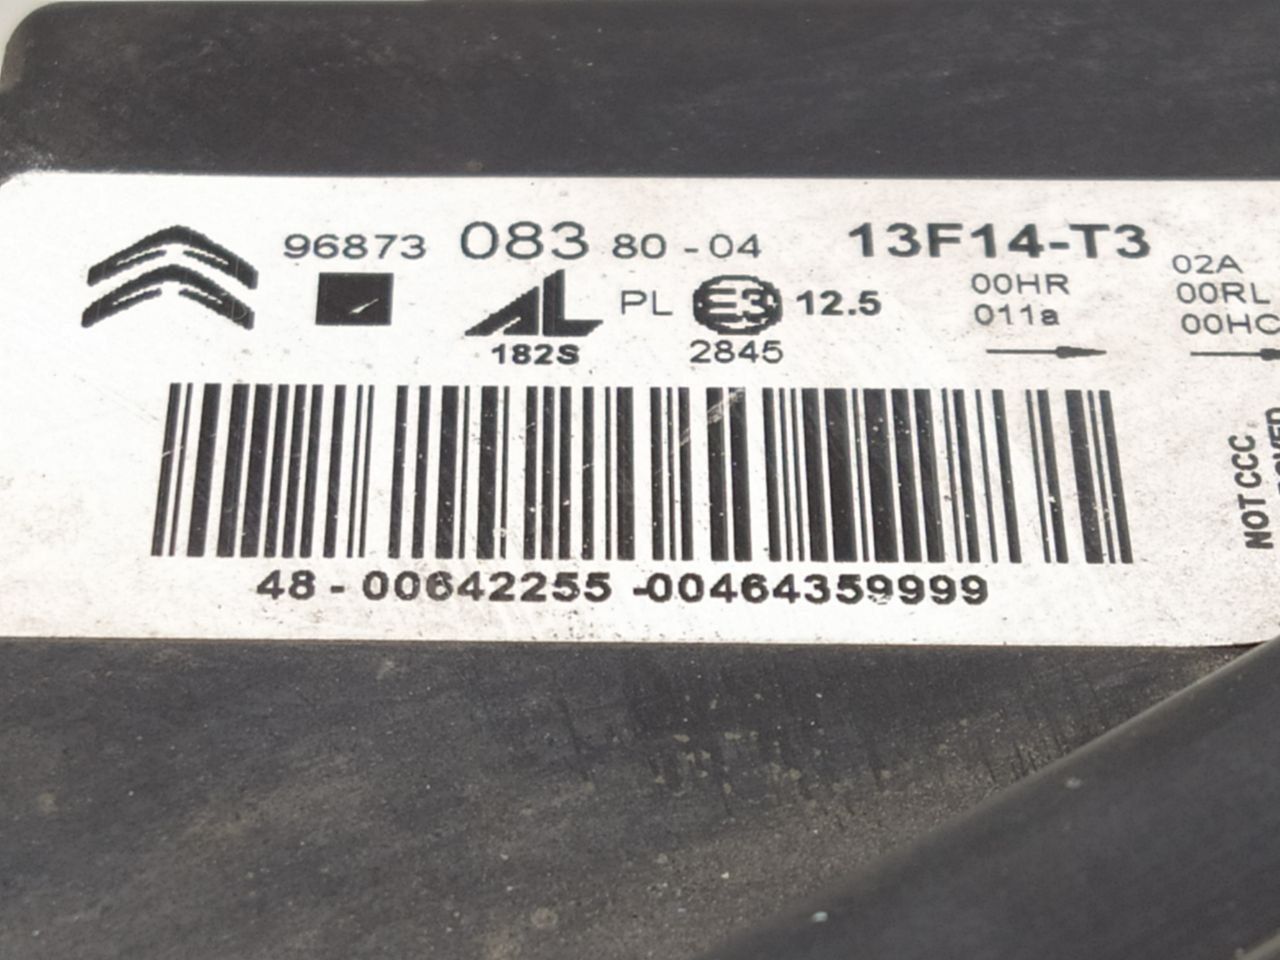 96873 083 80 - 04 13F14-T3
00HR 02A
011a 00RL
00HC
AL PL E3 12.5
182S 2845
48 - 00642255 -00464359999
NOT CCC